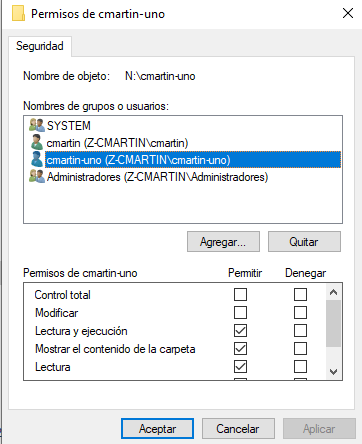 Permisos de cmartin-uno
Seguridad
Nombre de objeto: N:\cmartin-uno
Nombres de grupos o usuarios:
SYSTEM
cmartin (Z-CMARTIN\cmartin)
cmartin-uno (Z-CMARTIN\cmartin-uno)
Administradores (Z-CMARTIN\Administradores)
Agregar... Quitar
Permisos de cmartin-uno Permitir Denegar
Control total
Modificar
Lectura y ejecución
Mostrar el contenido de la carpeta
Lectura
Aceptar Cancelar Aplicar